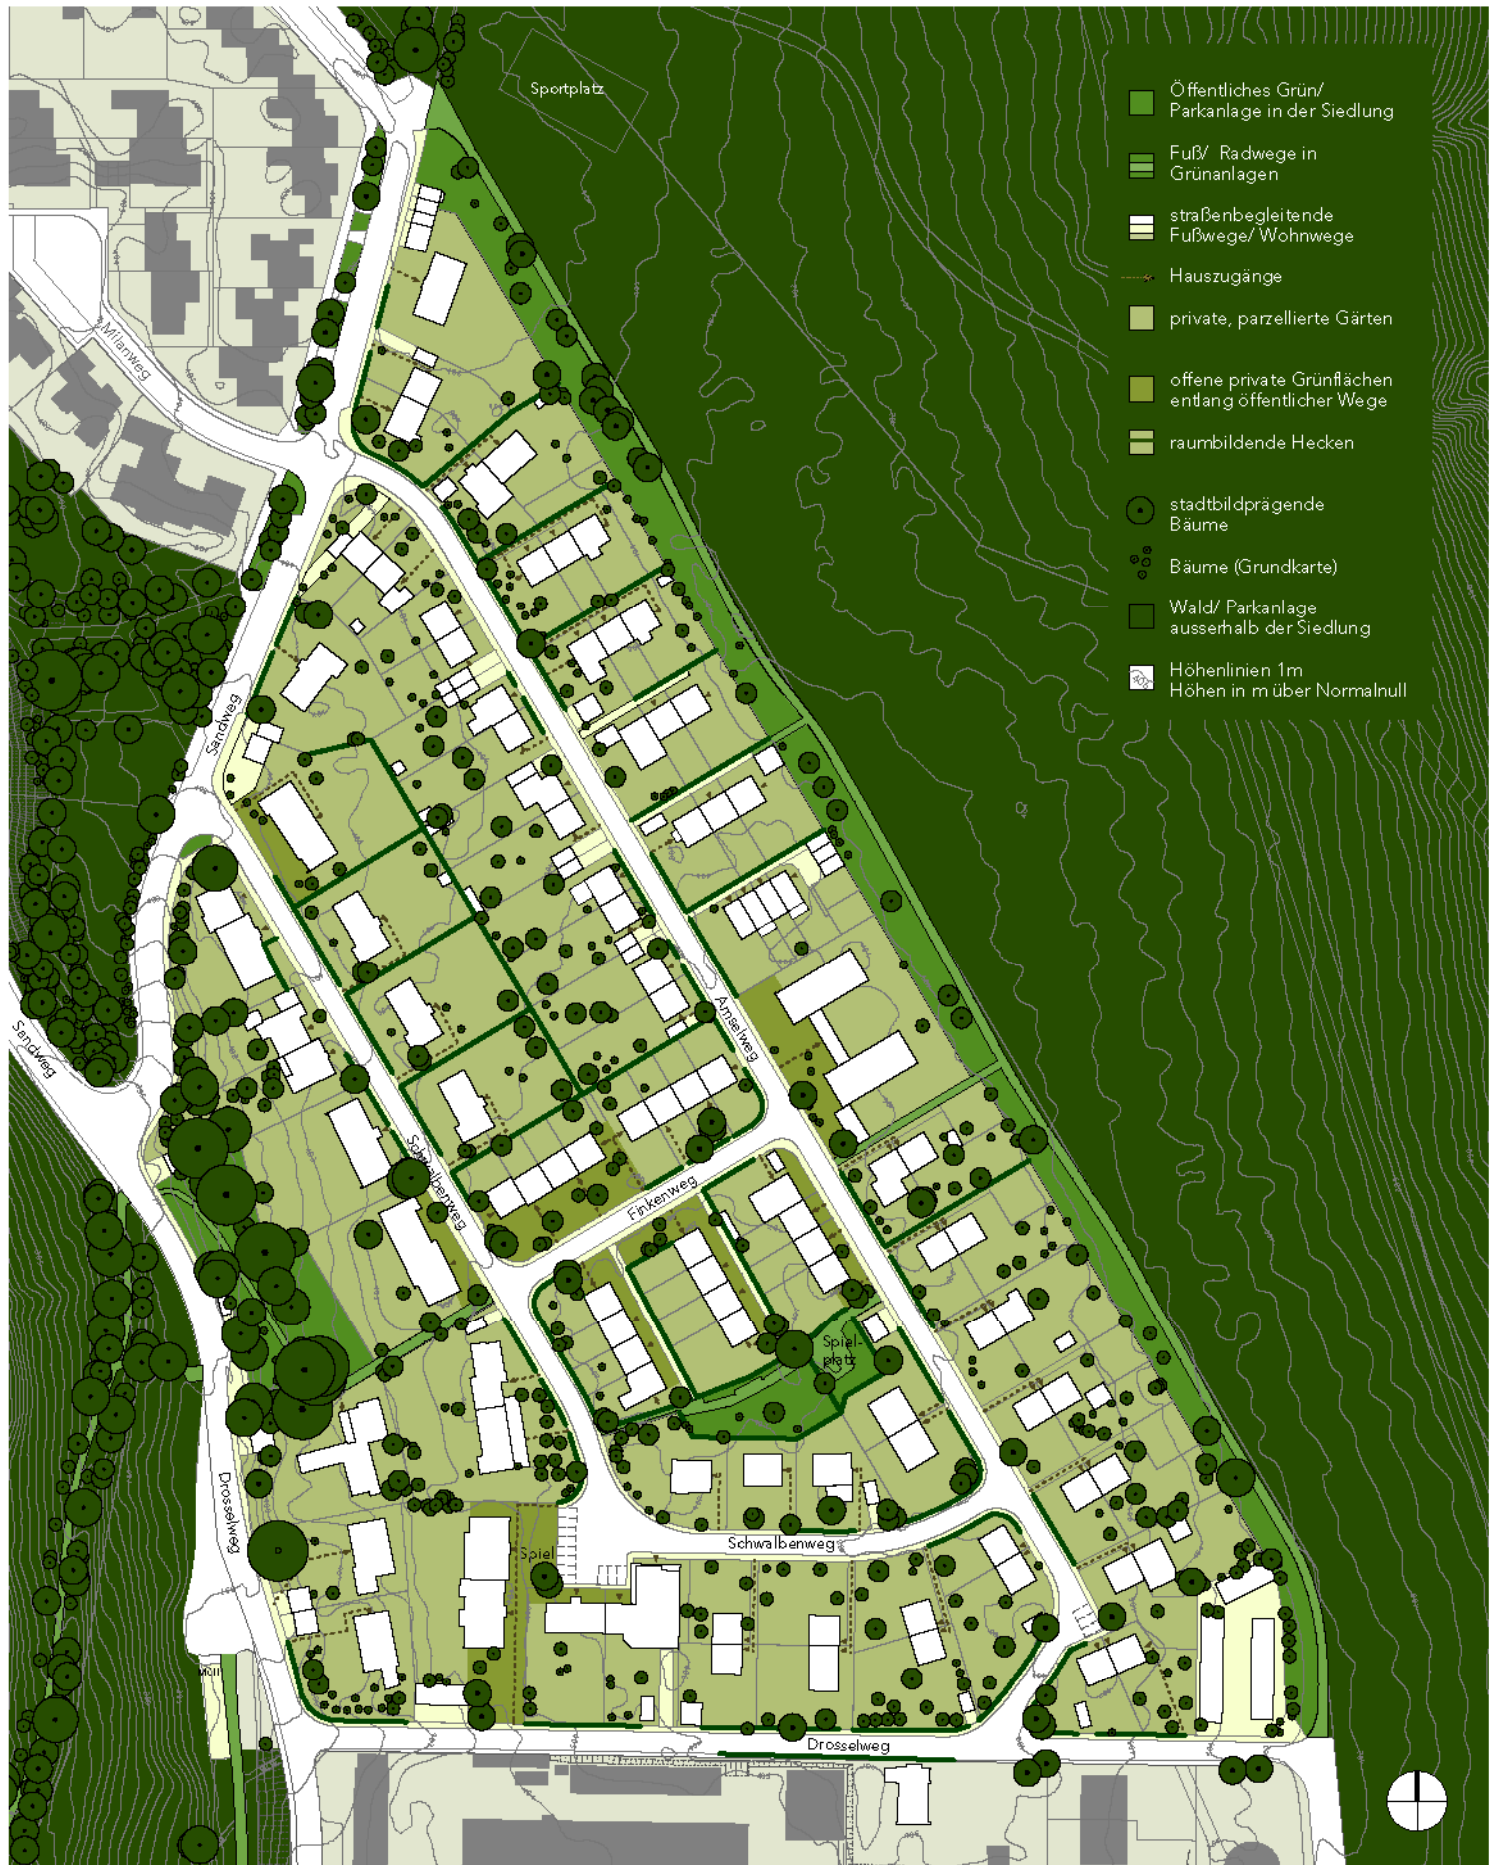 Sportplatz
Öffentliches Grün/
Parkanlage in der Siedlung
Fuß/ Radwege in
Grünanlagen
straßenbegleitende
Fußwege/ Wohnwege
Hauszugänge
private, parzellierte Gärten
offene private Grünflächen
entlang öffentlicher Wege
raumbildende Hecken
stadtbildprägende
Bäume
Bäume (Grundkarte)
Wald/ Parkanlage
ausserhalb der Siedlung
Höhenlinien 1m
Höhen in m über Normalnull
Milanweg
Sandweg
Sandweg
Amselweg
Schwalbenweg
Finkenweg
Spiel-
platz
Drosselweg
Schwalbenweg
Spiel
Müll
Drosselweg